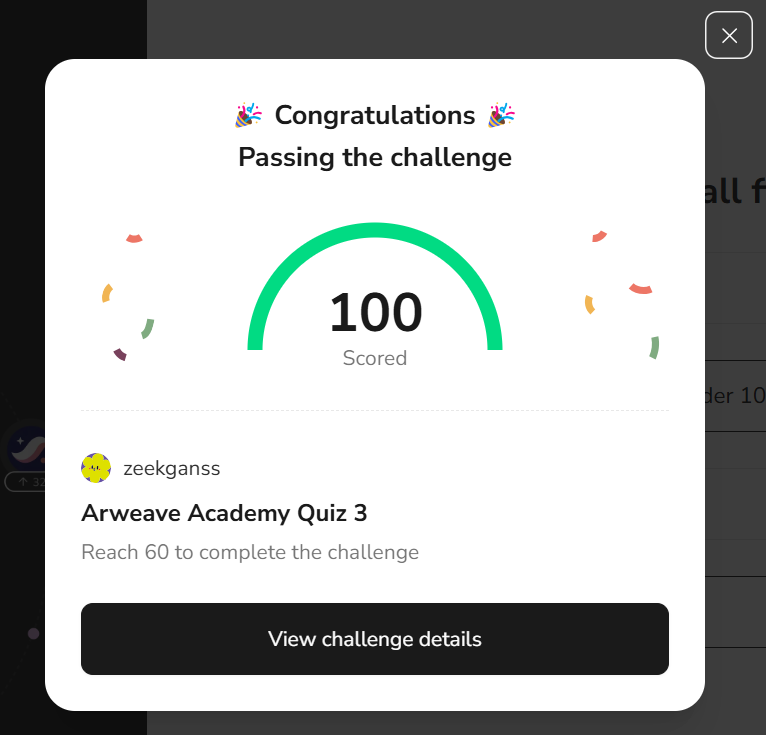 Congratulations
Passing the challenge
all f
100
Scored
der 10
zeekganss
32
Arweave Academy Quiz 3
Reach 60 to complete the challenge
View challenge details